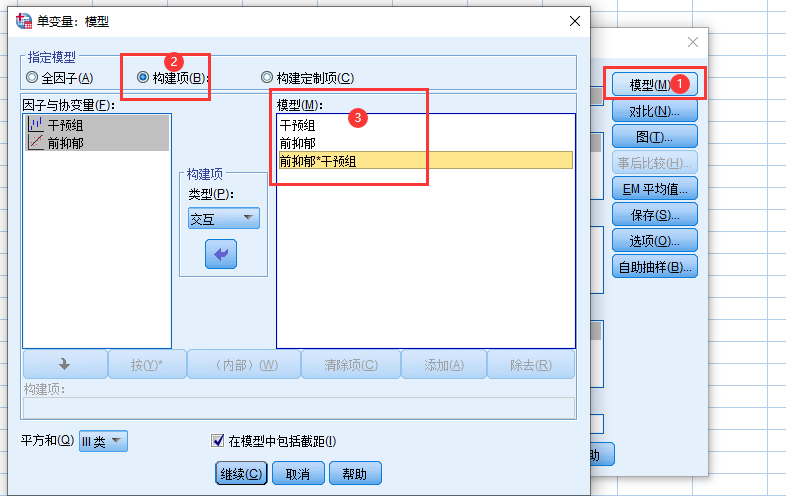 单变量：模型
指定模型
全因子(A)
2
构建项(B)：
构建定制项(C)
因子与协变量(F):
干预组
前抑郁
构建项
类型(P):
交互
模型(M):
3
干预组
前抑郁
前抑郁*干预组
按(Y)*
（内部）(W)
清除项(C)
添加(A)
除去(R)
构建项:
平方和(Q)
III 类
在模型中包括截距(I)
继续(C)
取消
帮助
模型(M)
1
对比(N)...
图(T)...
事后比较(H)...
EM 平均值...
保存(S)...
选项(O)...
自助抽样(B)...
助